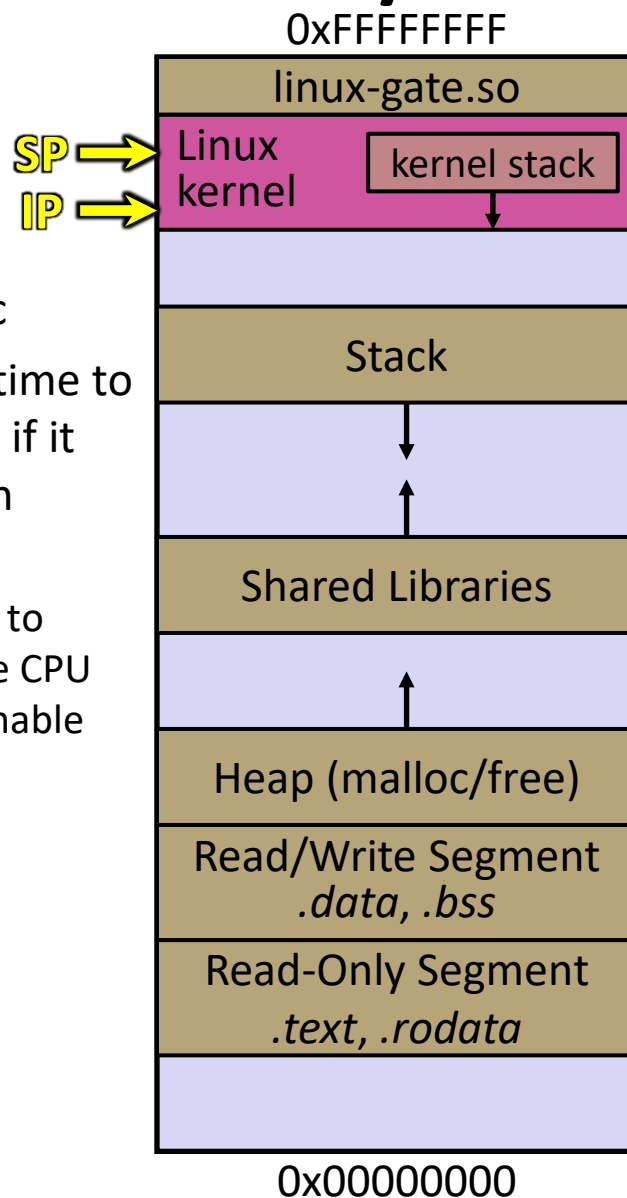 0xFFFFFFFF
linux-gate.so
SP
Linux
kernel
kernel stack
IP
time to
Stack
if it
Shared Libraries
to
CPU
Heap (malloc/free)
Read/Write Segment
.data, .bss
Read-Only Segment
.text, .rodata
0x00000000